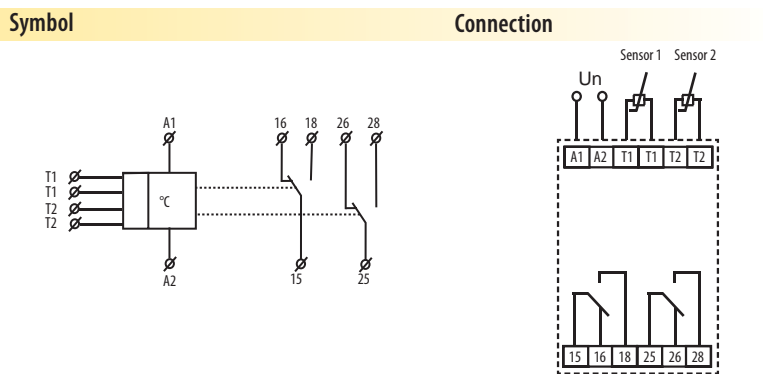 Symbol
Connection
A1
16 18 26 28
T1
T1
T2
T2
°C
A2
15
25
Sensor 1 Sensor 2
Un
A1 A2 T1 T1 T2 T2
15 16 18 25 26 28